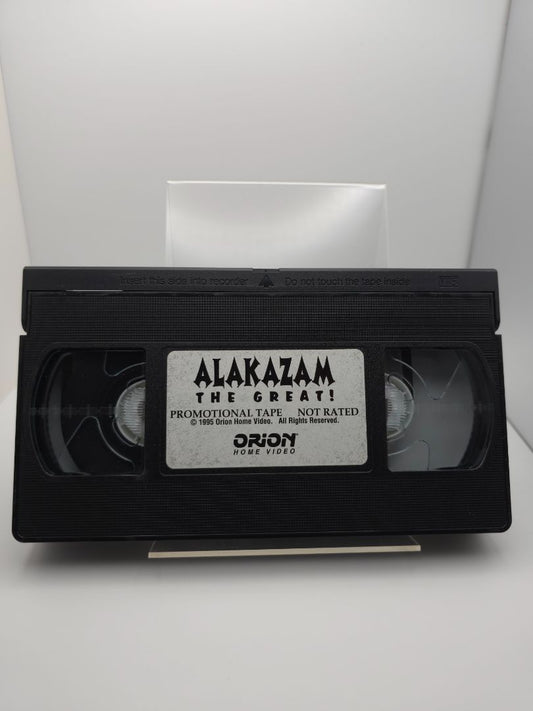 Insert this side into recorder Do not touch the tape inside
ALAKAZAM
THE GREAT!
PROMOTIONAL TAPE NOT RATED
© 1995 Orion Home Video. All Rights Reserved.
ORION
HOME VIDEO